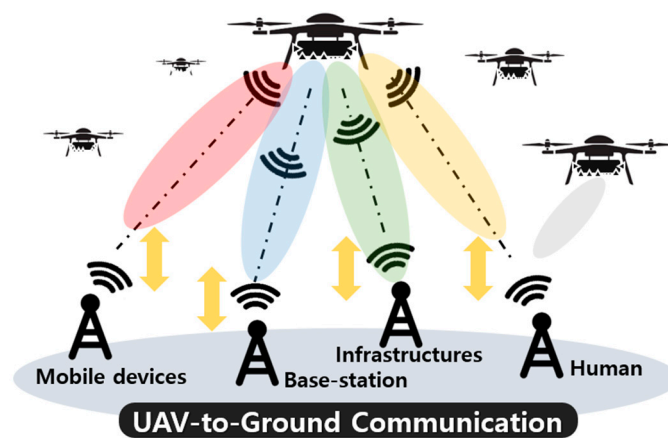 Infrastructures
Mobile devices
Base-station
Human
UAV-to-Ground Communication